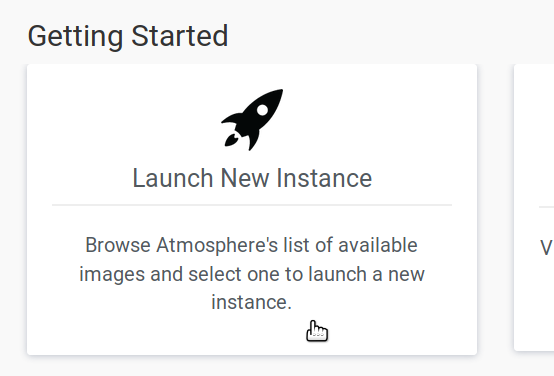 Getting Started
Launch New Instance
Browse Atmosphere's list of available
images and select one to launch a new
instance.
V